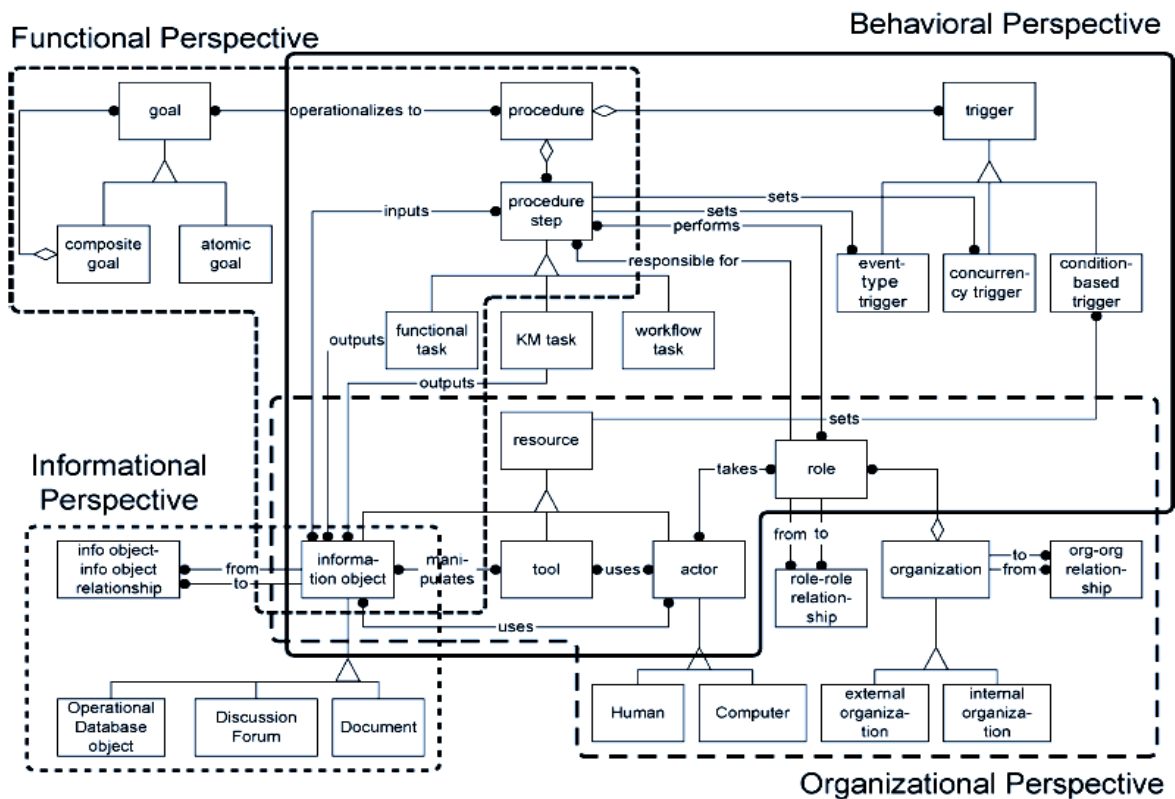 Functional Perspective
Behavioral Perspective
goal
operationalizes to
procedure
trigger
inputs
procedure
step
sets
sets
performs
composite
goal
atomic
goal
responsible for
event-
type
trigger
concurren-
cy trigger
condition-
based
trigger
outputs
functional
task
KM task
workflow
task
outputs
resource
sets
Informational
Perspective
takes
role
from
to
info object-
info object
relationship
from
to
informa-
tion object
mani-
pulates
tool
uses
actor
role-role
relation-
ship
organization
to
from
org-org
relation-
ship
uses
Operational
Database
object
Discussion
Forum
Document
Human
Computer
external
organiza-
tion
internal
organiza-
tion
Organizational Perspective